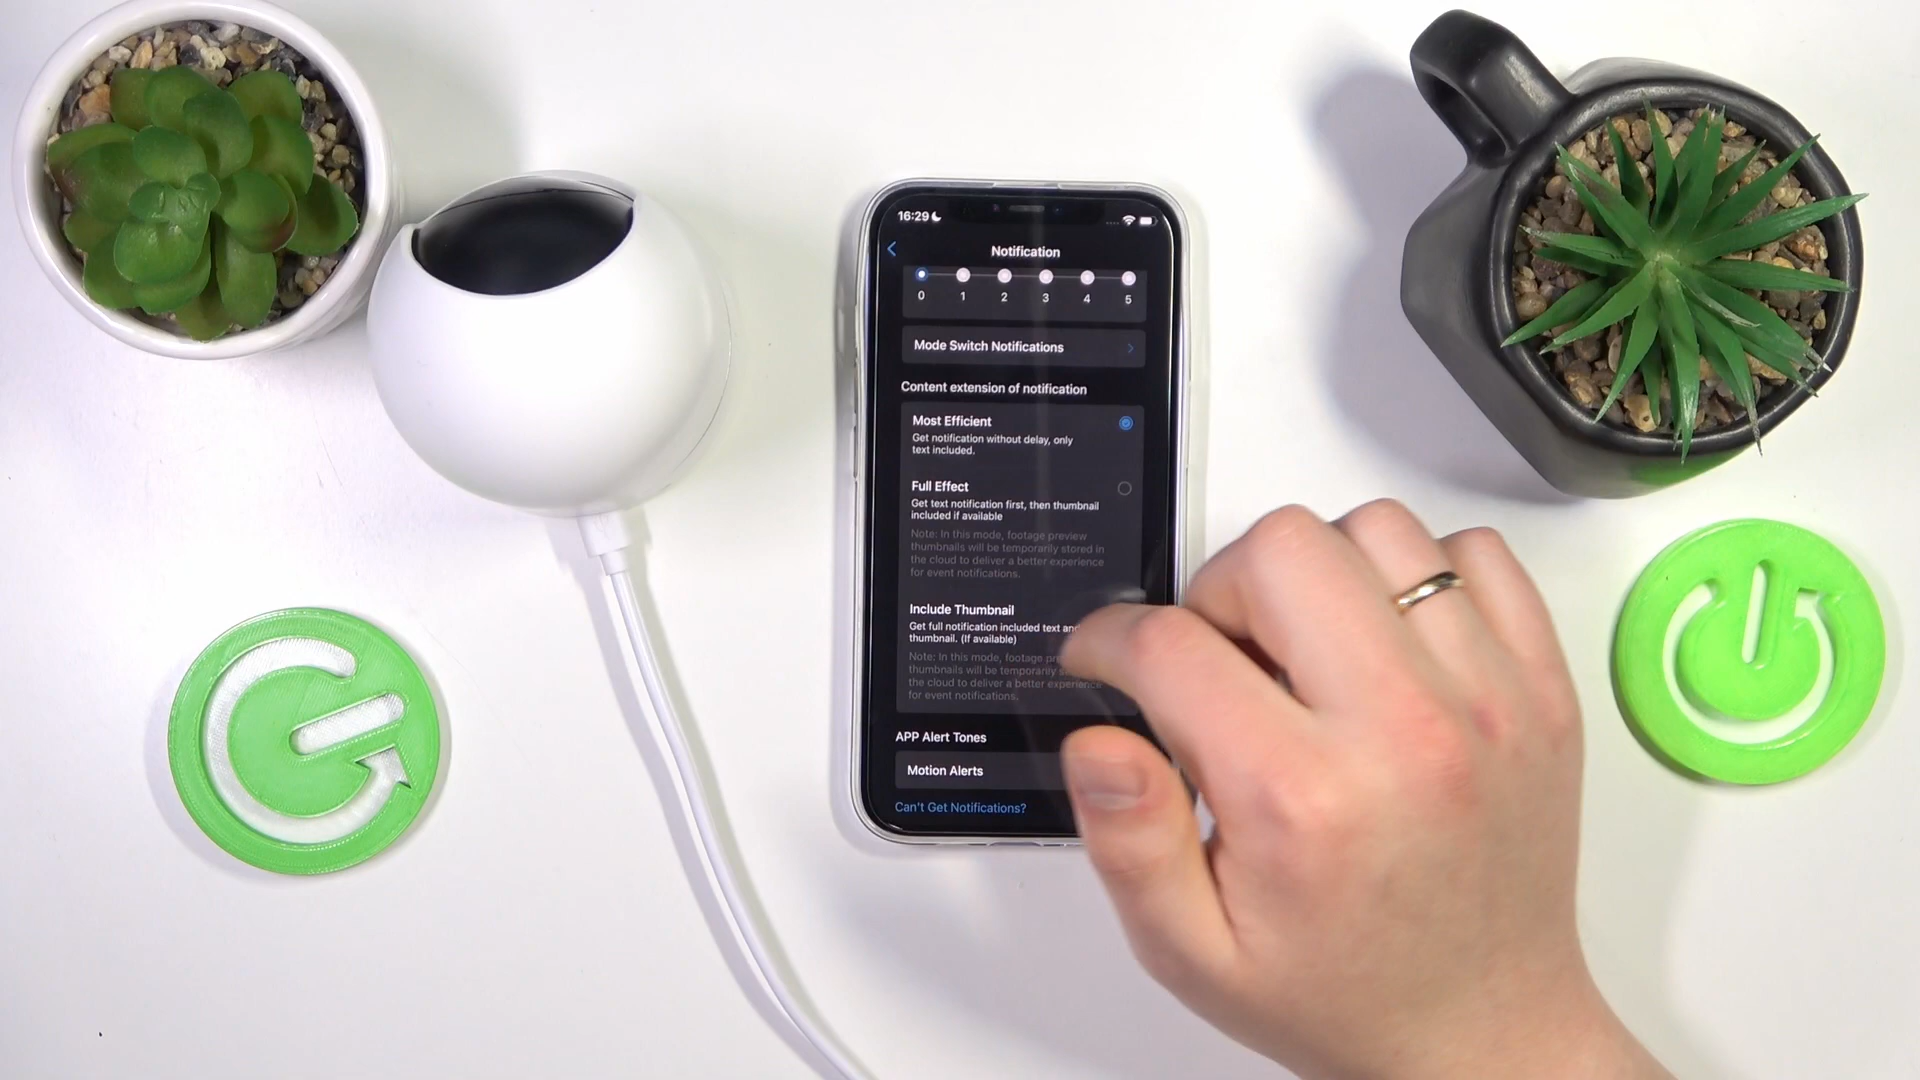 16:29
Notification
0 1 2 3 4 5
Mode Switch Notifications
Content extension of notification
Most Efficient
Get notification without delay, only
text included.
Full Effect
Get text notification first, then thumbnail
included if available
Note: In this mode, footage preview
thumbnails will be temporarily stored in
the cloud to deliver a better experience
for event notifications.
Include Thumbnail
Get full notification included text and
thumbnail. (If available)
Note: In this mode, footage
thumbnails will be temporarily
the cloud to deliver a better experience
for event notifications.
APP Alert Tones
Motion Alerts
Can't Get Notifications?